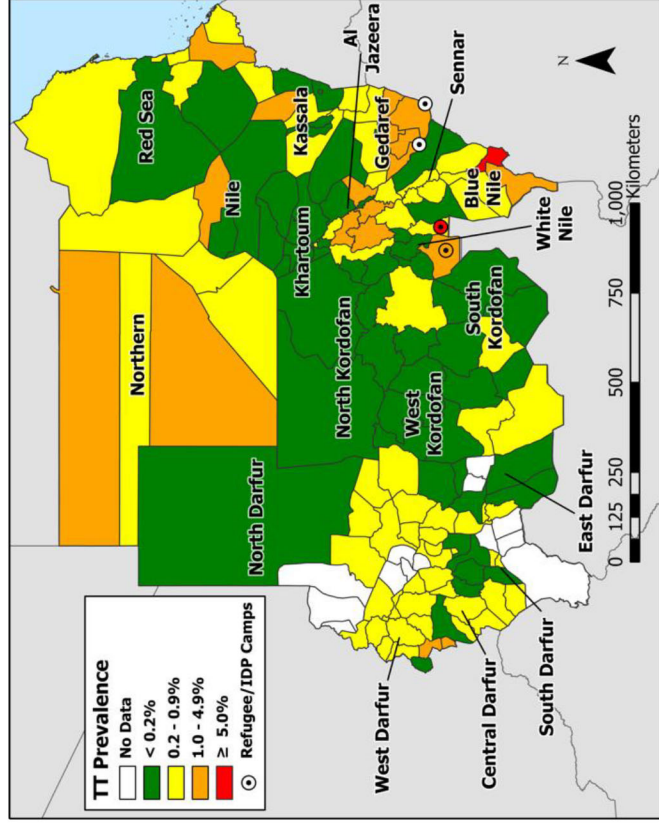 TT Prevalence
No Data
< 0.2%
0.2 - 0.9%
1.0 - 4.9%
≥ 5.0%
Refugee/IDP Camps
Northern
Red Sea
Nile
Kassala
Al
Jazeera
Khartoum
North Kordofan
Gedaref
Sennar
North Darfur
West
Kordofan
South
Kordofan
White
Nile
Blue
Nile
West Darfur
Central Darfur
South Darfur
East Darfur
N
0 125 250 500 750 1,000
Kilometers